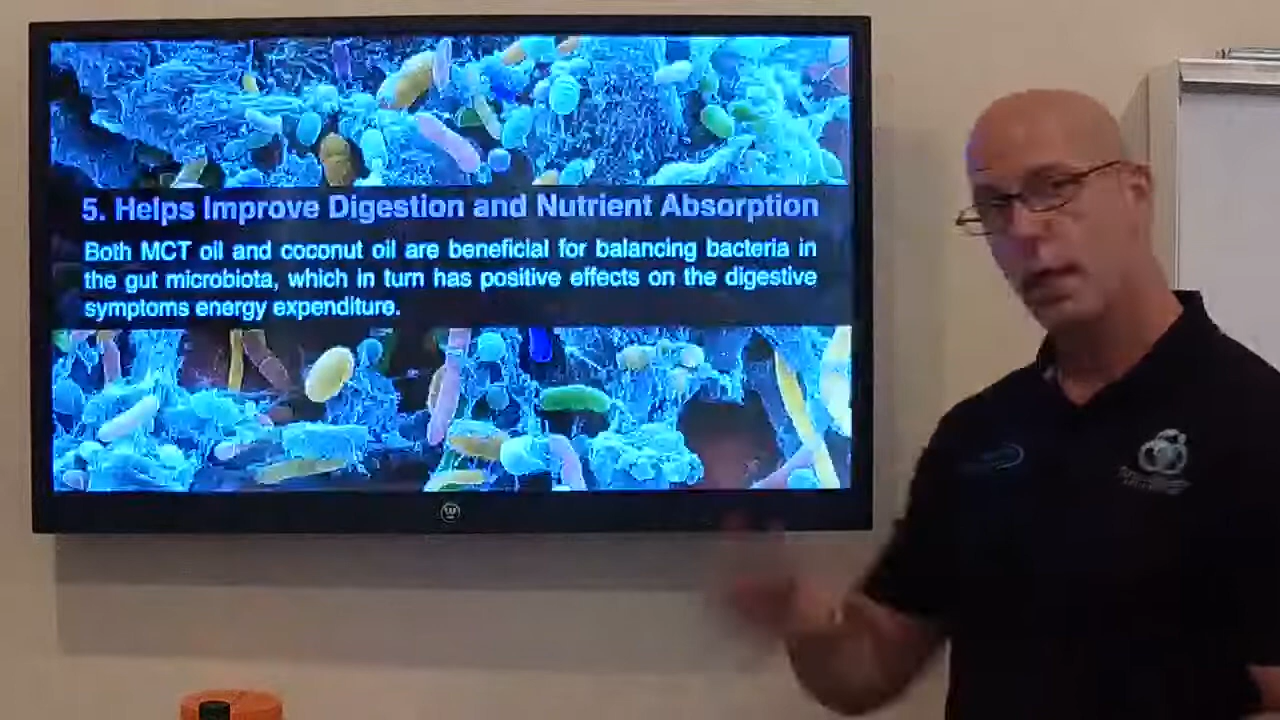 5. Helps Improve Digestion and Nutrient Absorption
Both MCT oil and coconut oil are beneficial for balancing bacteria in
the gut microbiota, which in turn has positive effects on the digestive
symptoms energy expenditure.